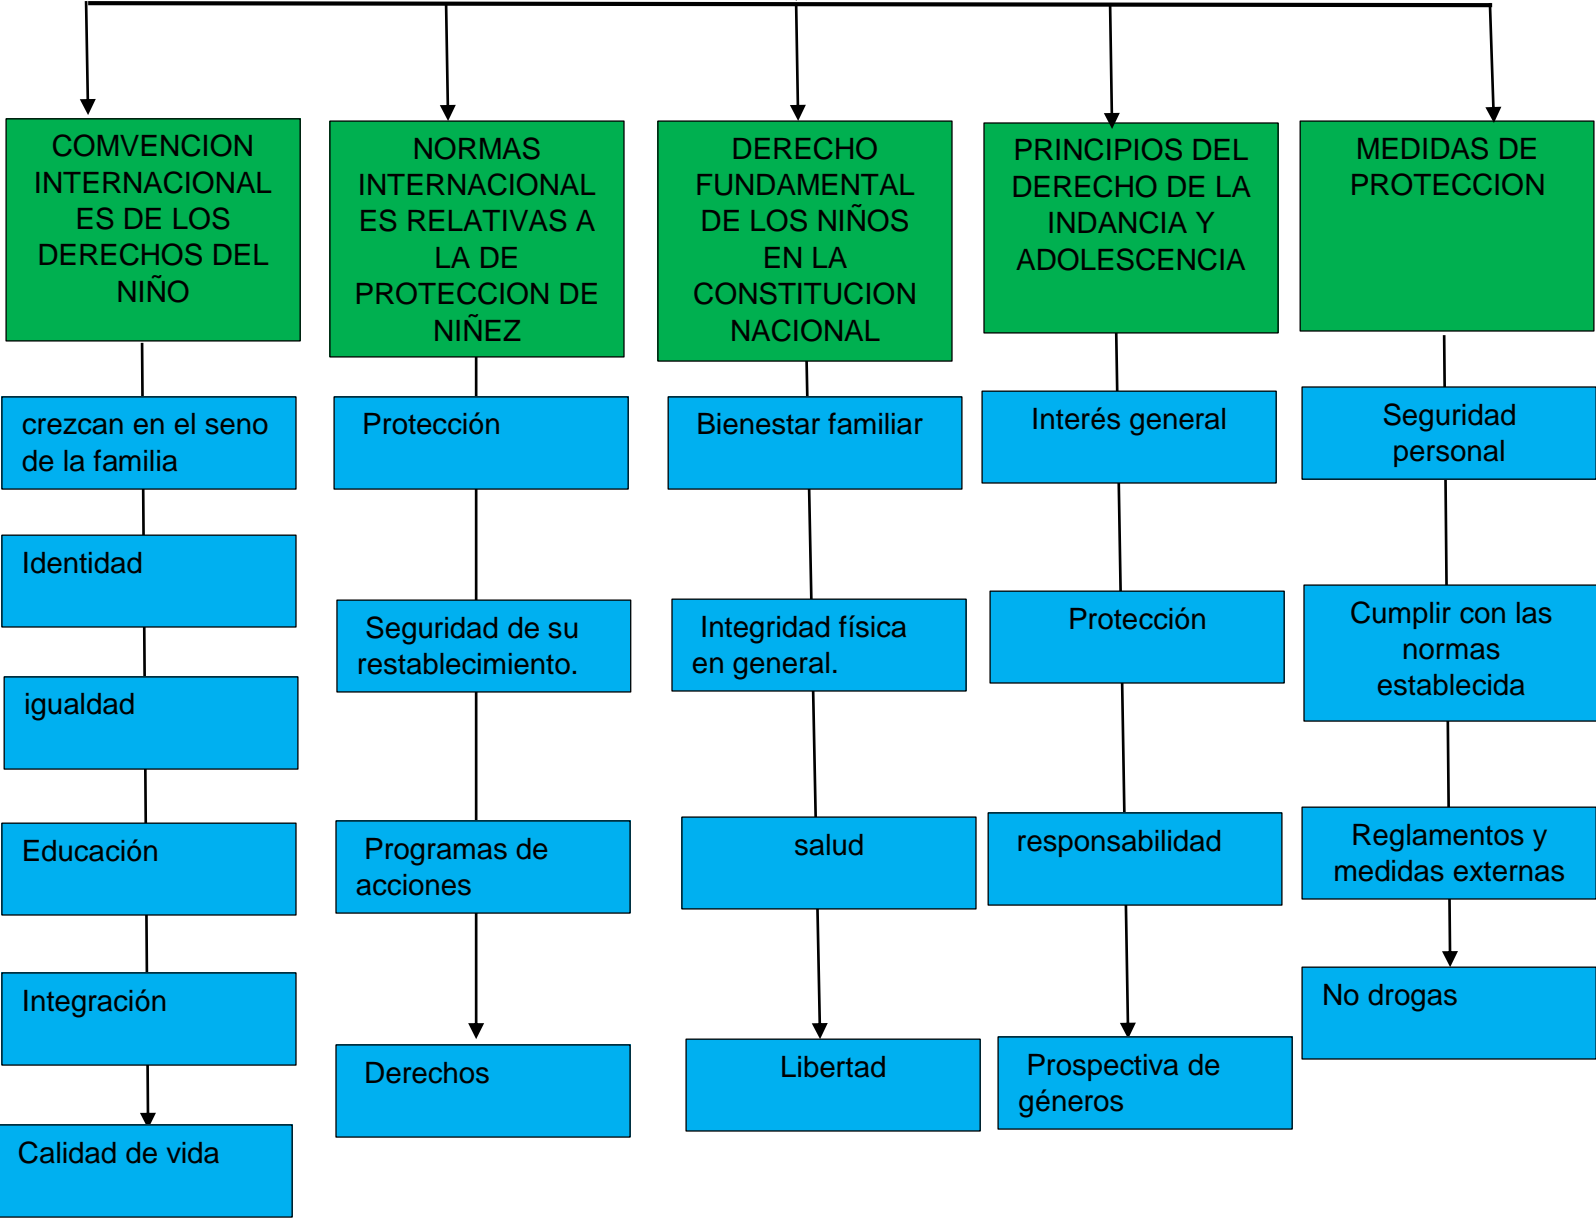 COMVENCION
INTERNACIONAL
ES DE LOS
DERECHOS DEL
NIÑO
crezcan en el seno
de la familia
Identidad
igualdad
Educación
Integración
Calidad de vida
NORMAS
INTERNACIONAL
ES RELATIVAS A
LA DE
PROTECCION DE
NIÑEZ
Protección
Seguridad de su
restablecimiento.
Programas de
acciones
Derechos
DERECHO
FUNDAMENTAL
DE LOS NIÑOS
EN LA
CONSTITUCION
NACIONAL
Bienestar familiar
Integridad física
en general.
salud
Libertad
PRINCIPIOS DEL
DERECHO DE LA
INDANCIA Y
ADOLESCENCIA
Interés general
Protección
responsabilidad
Prospectiva de
géneros
MEDIDAS DE
PROTECCION
Seguridad
personal
Cumplir con las
normas
establecida
Reglamentos y
medidas externas
No drogas